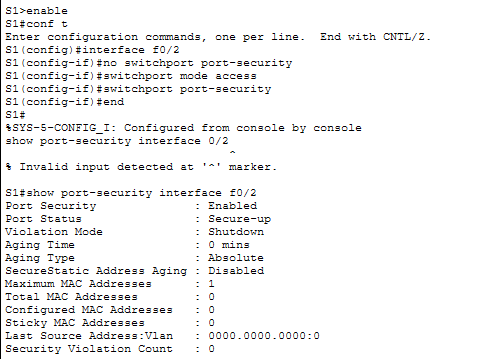 S1>enable
S1#conf t
Enter configuration commands, one per line.  End with CNTL/Z.
S1(config)#interface f0/2
S1(config-if)#no switchport port-security
S1(config-if)#switchport mode access
S1(config-if)#switchport port-security
S1(config-if)#end
S1#
%SYS-5-CONFIG_I: Configured from console by console
show port-security interface 0/2
^
% Invalid input detected at '^' marker.
S1#show port-security interface f0/2
Port Security              : Enabled
Port Status                : Secure-up
Violation Mode             : Shutdown
Aging Time                 : 0 mins
Aging Type                 : Absolute
SecureStatic Address Aging : Disabled
Maximum MAC Addresses      : 1
Total MAC Addresses        : 0
Configured MAC Addresses   : 0
Sticky MAC Addresses       : 0
Last Source Address:Vlan   : 0000.0000.0000:0
Security Violation Count   : 0